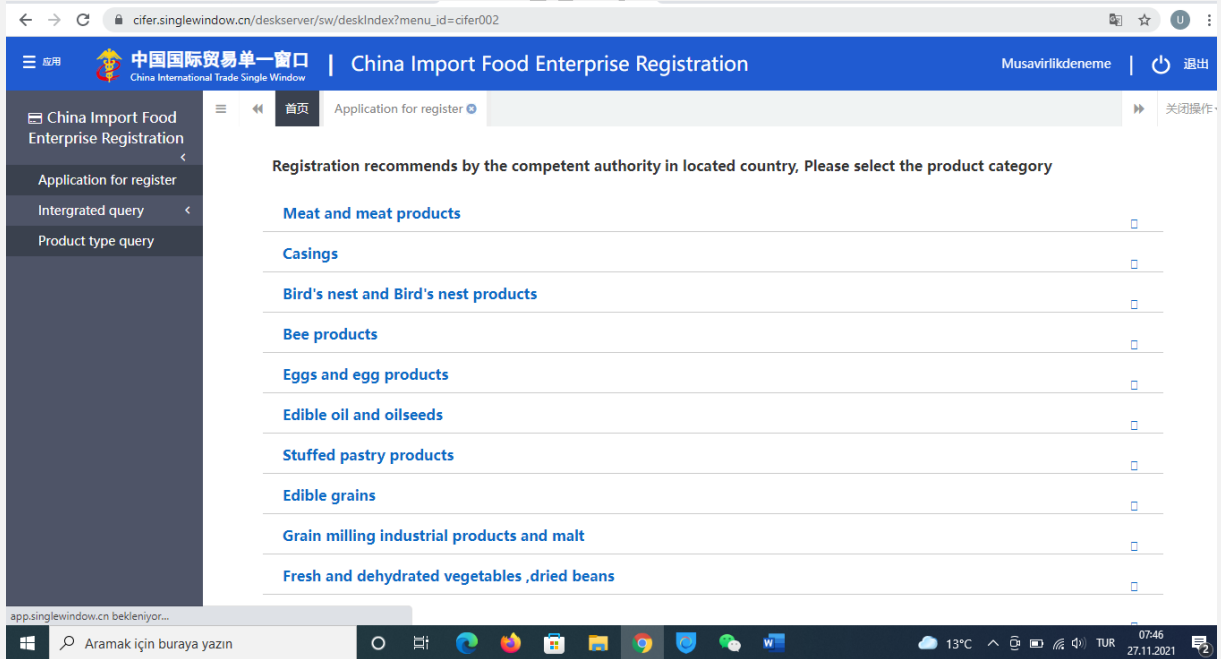 cifer.singlewindow.cn/deskserver/sw/deskIndex?menu_id=cifer002
U
应用
中国国际贸易单一窗口
China International Trade Single Window
| China Import Food Enterprise Registration
Musavirlikdeneme | 退出
China Import Food
Enterprise Registration
Application for register
Intergrated query
Product type query
首页
Application for register
关闭操作
Registration recommends by the competent authority in located country, Please select the product category
Meat and meat products
Casings
Bird's nest and Bird's nest products
Bee products
Eggs and egg products
Edible oil and oilseeds
Stuffed pastry products
Edible grains
Grain milling industrial products and malt
Fresh and dehydrated vegetables ,dried beans
app.singlewindow.cn bekleniyor...
Aramak için buraya yazın
W
13°C
TUR
07:46
27.11.2021
2